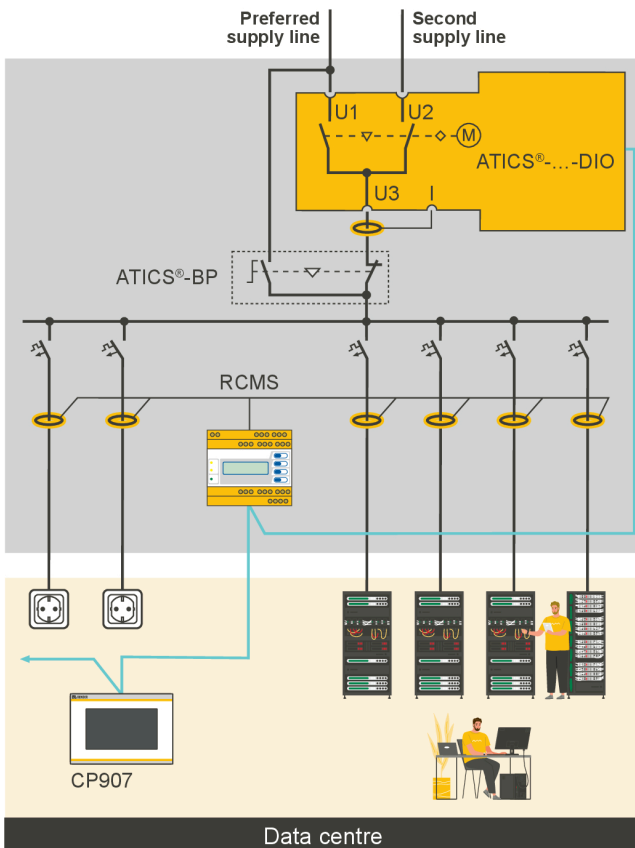 Preferred
supply line
Second
supply line
U1
U2
M
ATICS®-...-DIO
U3
I
ATICS®-BP
RCMS
CP907
Data centre